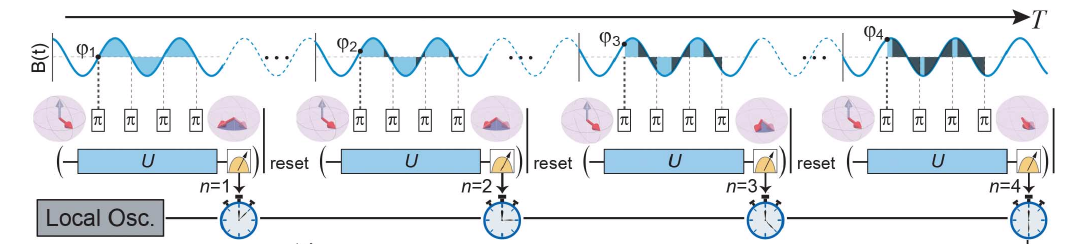 T
B(t)
φ1 φ2 φ3 φ4
... ... ...
π π π π π π π π π π π π π π π π
( U ) reset ( U ) reset ( U ) reset ( U )
n=1 n=2 n=3 n=4
Local Osc.